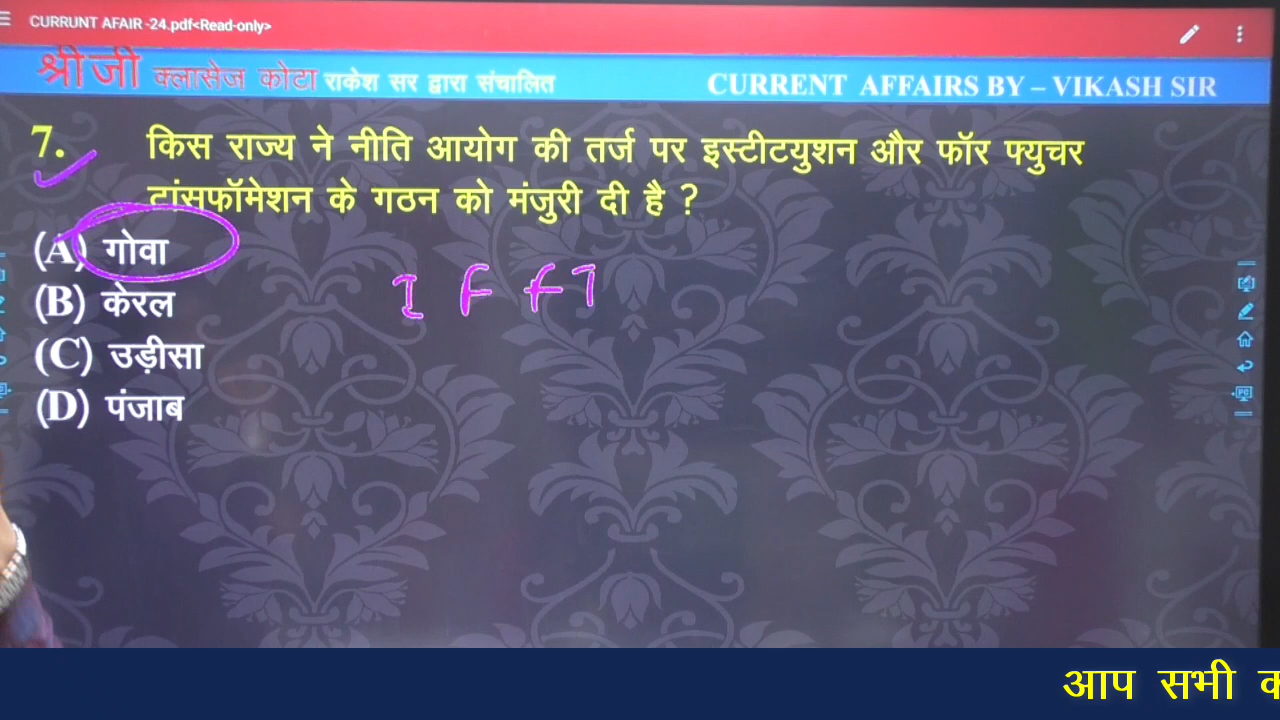 CURRUNT AFAIR -24.pdf<Read-only>
श्रीजी क्लासेज कोटा राकेश सर द्वारा संचालित CURRENT AFFAIRS BY – VIKASH SIR
7. किस राज्य ने नीति आयोग की तर्ज पर इस्टीटयुशन और फॉर फ्युचर
टांसफॉमेशन के गठन को मंजुरी दी है ?
(A) गोवा
(B) केरल
I F F T
(C) उड़ीसा
(D) पंजाब
आप सभी